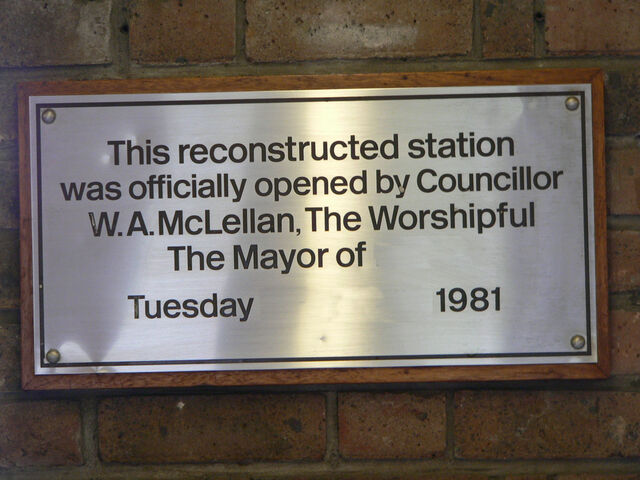 This reconstructed station
was officially opened by Councillor
W.A.McLellan, The Worshipful
The Mayor of
Tuesday 1981